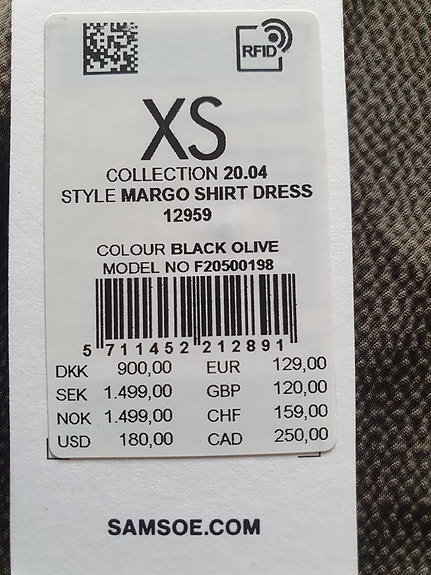 RFID
XS
COLLECTION 20.04
STYLE MARGO SHIRT DRESS
12959
COLOUR BLACK OLIVE
MODEL NO F20500198
5 711452 212891
DKK 900,00 EUR 129,00
SEK 1.499,00 GBP 120,00
NOK 1.499,00 CHF 159,00
USD 180,00 CAD 250,00
SAMSOE.COM